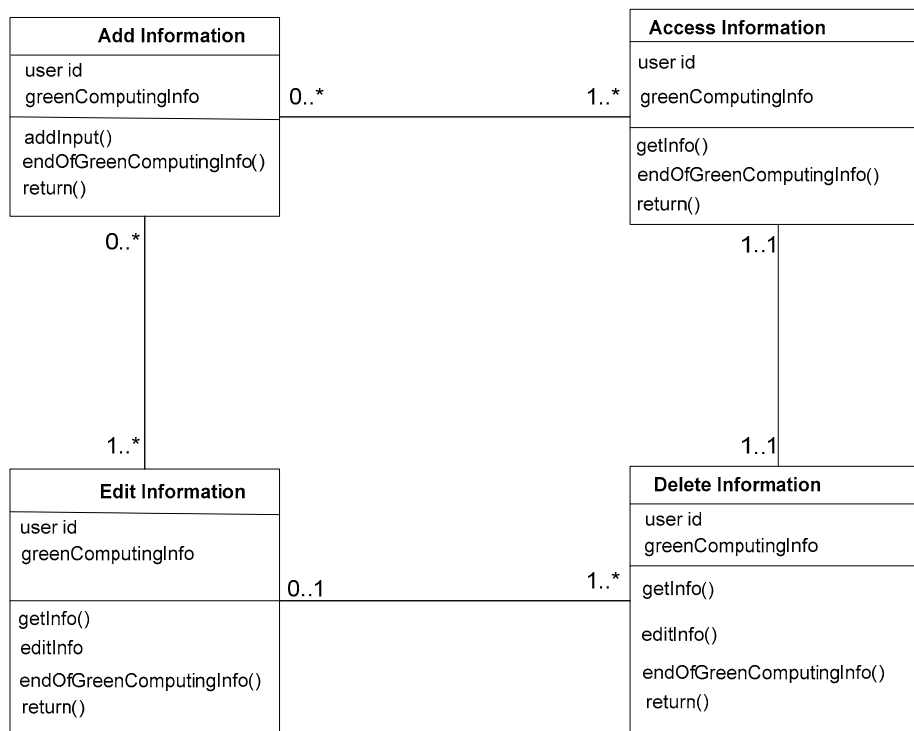 Add Information
user id
greenComputingInfo
addInput()
endOfGreenComputingInfo()
return()
0..*
1..*
Access Information
user id
greenComputingInfo
getInfo()
endOfGreenComputingInfo()
return()
0..*
1..1
1..*
1..1
Edit Information
user id
greenComputingInfo
getInfo()
editInfo
endOfGreenComputingInfo()
return()
0..1
1..*
Delete Information
user id
greenComputingInfo
getInfo()
editInfo()
endOfGreenComputingInfo()
return()